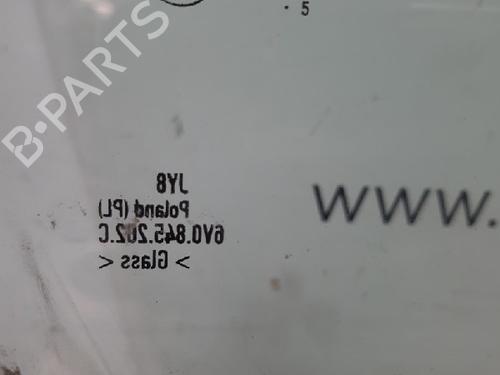 5
JY8
Poland (PL)
6V0.845.202.C
> Glass <
www.
B-PARTS